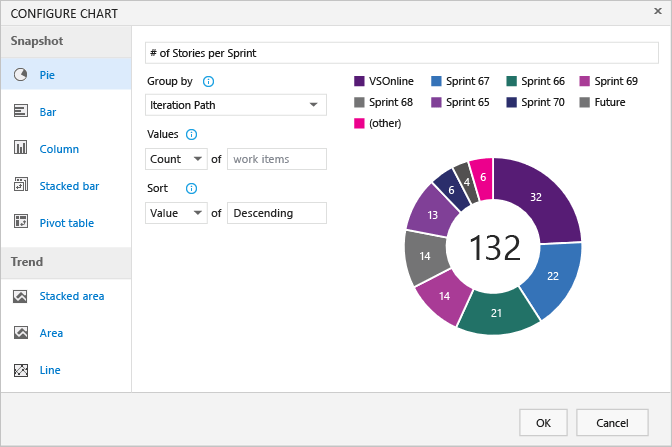 CONFIGURE CHART
Snapshot
Pie
Bar
Column
Stacked bar
Pivot table
Trend
Stacked area
Area
Line
# of Stories per Sprint
Group by
Iteration Path
Values
Count of work items
Sort
Value of Descending
VSOnline Sprint 67 Sprint 66 Sprint 69
Sprint 68 Sprint 65 Sprint 70 Future
(other)
32
22
21
14
14
13
6
4
6
132
OK Cancel